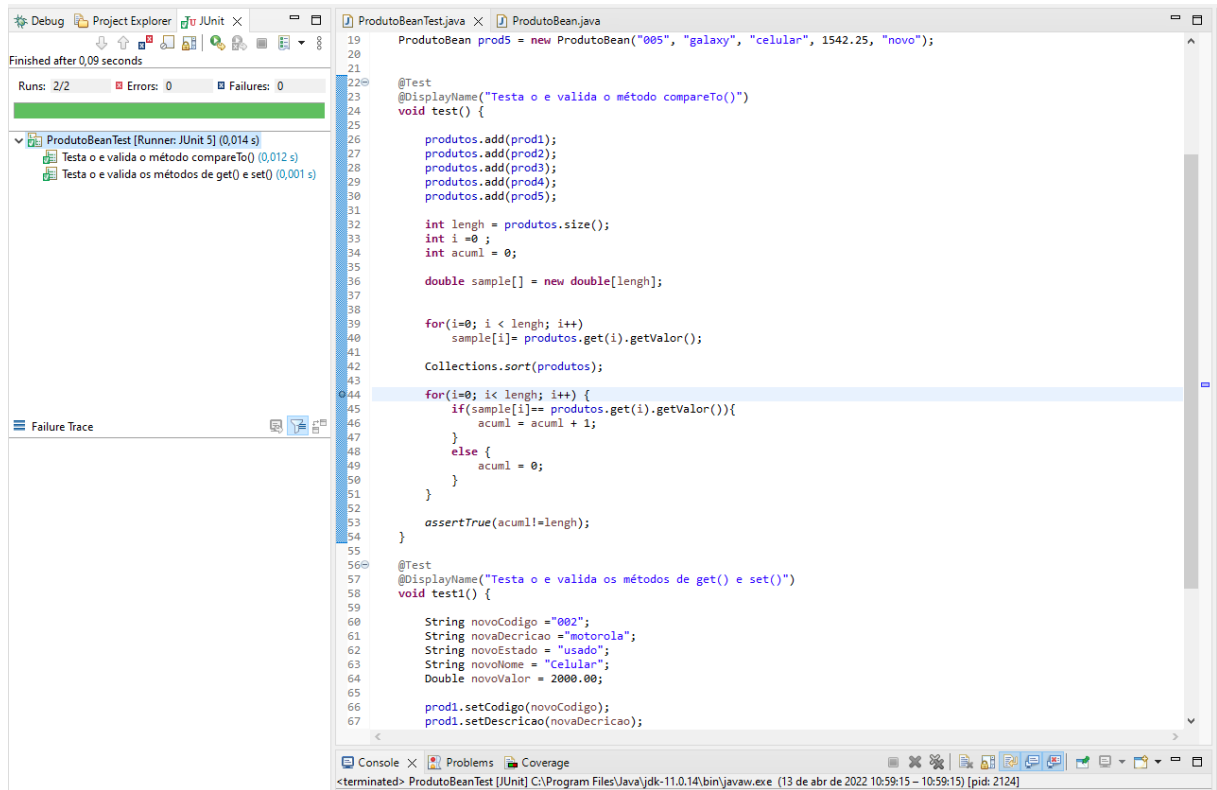 Debug Project Explorer JUnit
Finished after 0,09 seconds
Runs: 2/2 Errors: 0 Failures: 0
ProdutoBeanTest [Runner: JUnit 5] (0,014 s)
Testa o e valida o método compareTo() (0,012 s)
Testa o e valida os métodos de get() e set() (0,001 s)
Failure Trace
ProdutoBeanTest.java ProdutoBean.java
19 ProdutoBean prod5 = new ProdutoBean("005", "galaxy", "celular", 1542.25, "novo");
20
21
22 @Test
23 @DisplayName("Testa o e valida o método compareTo()")
24 void test() {
25
26 produtos.add(prod1);
27 produtos.add(prod2);
28 produtos.add(prod3);
29 produtos.add(prod4);
30 produtos.add(prod5);
31
32 int lengh = produtos.size();
33 int i =0 ;
34 int acuml = 0;
35
36 double sample[] = new double[lengh];
37
38
39 for(i=0; i < lengh; i++)
40 sample[i]= produtos.get(i).getValor();
41
42 Collections.sort(produtos);
43
44 for(i=0; i< lengh; i++) {
45 if(sample[i]== produtos.get(i).getValor()){
46 acuml = acuml + 1;
47 }
48 else {
49 acuml = 0;
50 }
51 }
52
53 assertTrue(acuml!=lengh);
54 }
55
56 @Test
57 @DisplayName("Testa o e valida os métodos de get() e set()")
58 void test1() {
59
60 String novoCodigo ="002";
61 String novaDecricao ="motorola";
62 String novoEstado = "usado";
63 String novoNome = "Celular";
64 Double novoValor = 2000.00;
65
66 prod1.setCodigo(novoCodigo);
67 prod1.setDescricao(novaDecricao);
Console Problems Coverage
<terminated> ProdutoBeanTest [JUnit] C:\Program Files\Java\jdk-11.0.14\bin\javaw.exe (13 de abr de 2022 10:59:15 – 10:59:15) [pid: 2124]